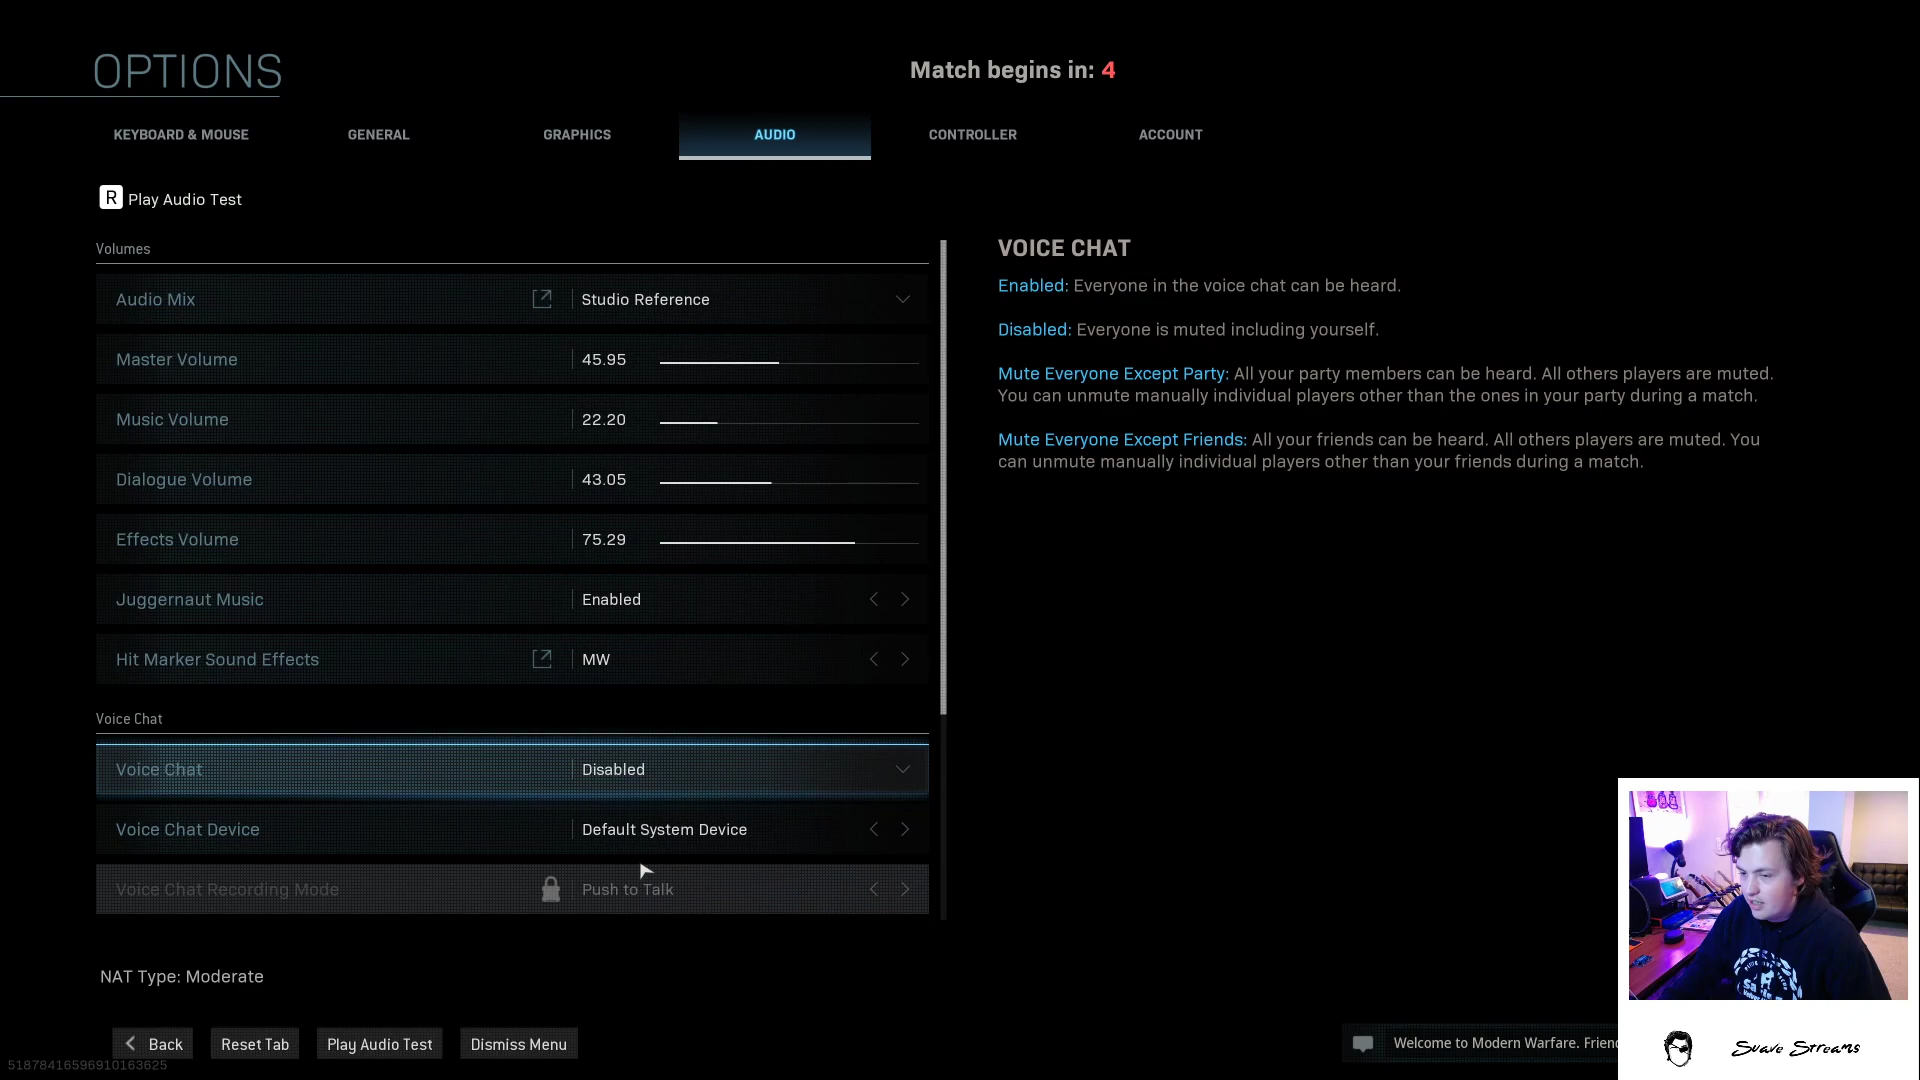 OPTIONS
Match begins in: 4
KEYBOARD & MOUSE
GENERAL
GRAPHICS
AUDIO
CONTROLLER
ACCOUNT
R Play Audio Test
Volumes
Audio Mix
Studio Reference
Master Volume
45.95
Music Volume
22.20
Dialogue Volume
43.05
Effects Volume
75.29
Juggernaut Music
Enabled
Hit Marker Sound Effects
MW
Voice Chat
Voice Chat
Disabled
Voice Chat Device
Default System Device
Voice Chat Recording Mode
Push to Talk
VOICE CHAT
Enabled: Everyone in the voice chat can be heard.
Disabled: Everyone is muted including yourself.
Mute Everyone Except Party: All your party members can be heard. All others players are muted.
You can unmute manually individual players other than the ones in your party during a match.
Mute Everyone Except Friends: All your friends can be heard. All others players are muted. You
can unmute manually individual players other than your friends during a match.
NAT Type: Moderate
Back
Reset Tab
Play Audio Test
Dismiss Menu
Welcome to Modern Warfare. Friend
Suave Streams
51878416596910163625